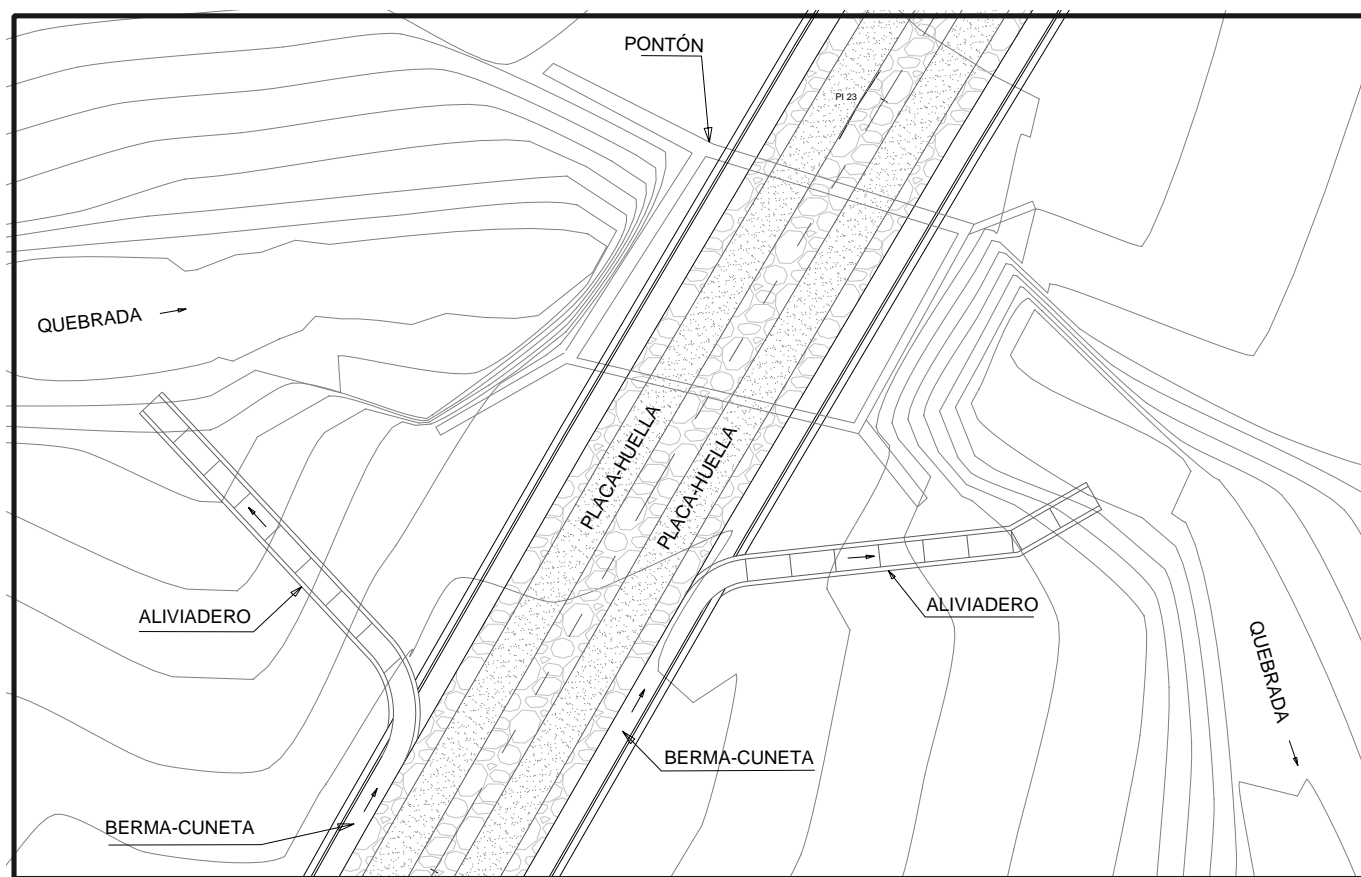 PONTÓN
PI 23
QUEBRADA
PLACA-HUELLA
PLACA-HUELLA
ALIVIADERO
ALIVIADERO
QUEBRADA
BERMA-CUNETA
BERMA-CUNETA